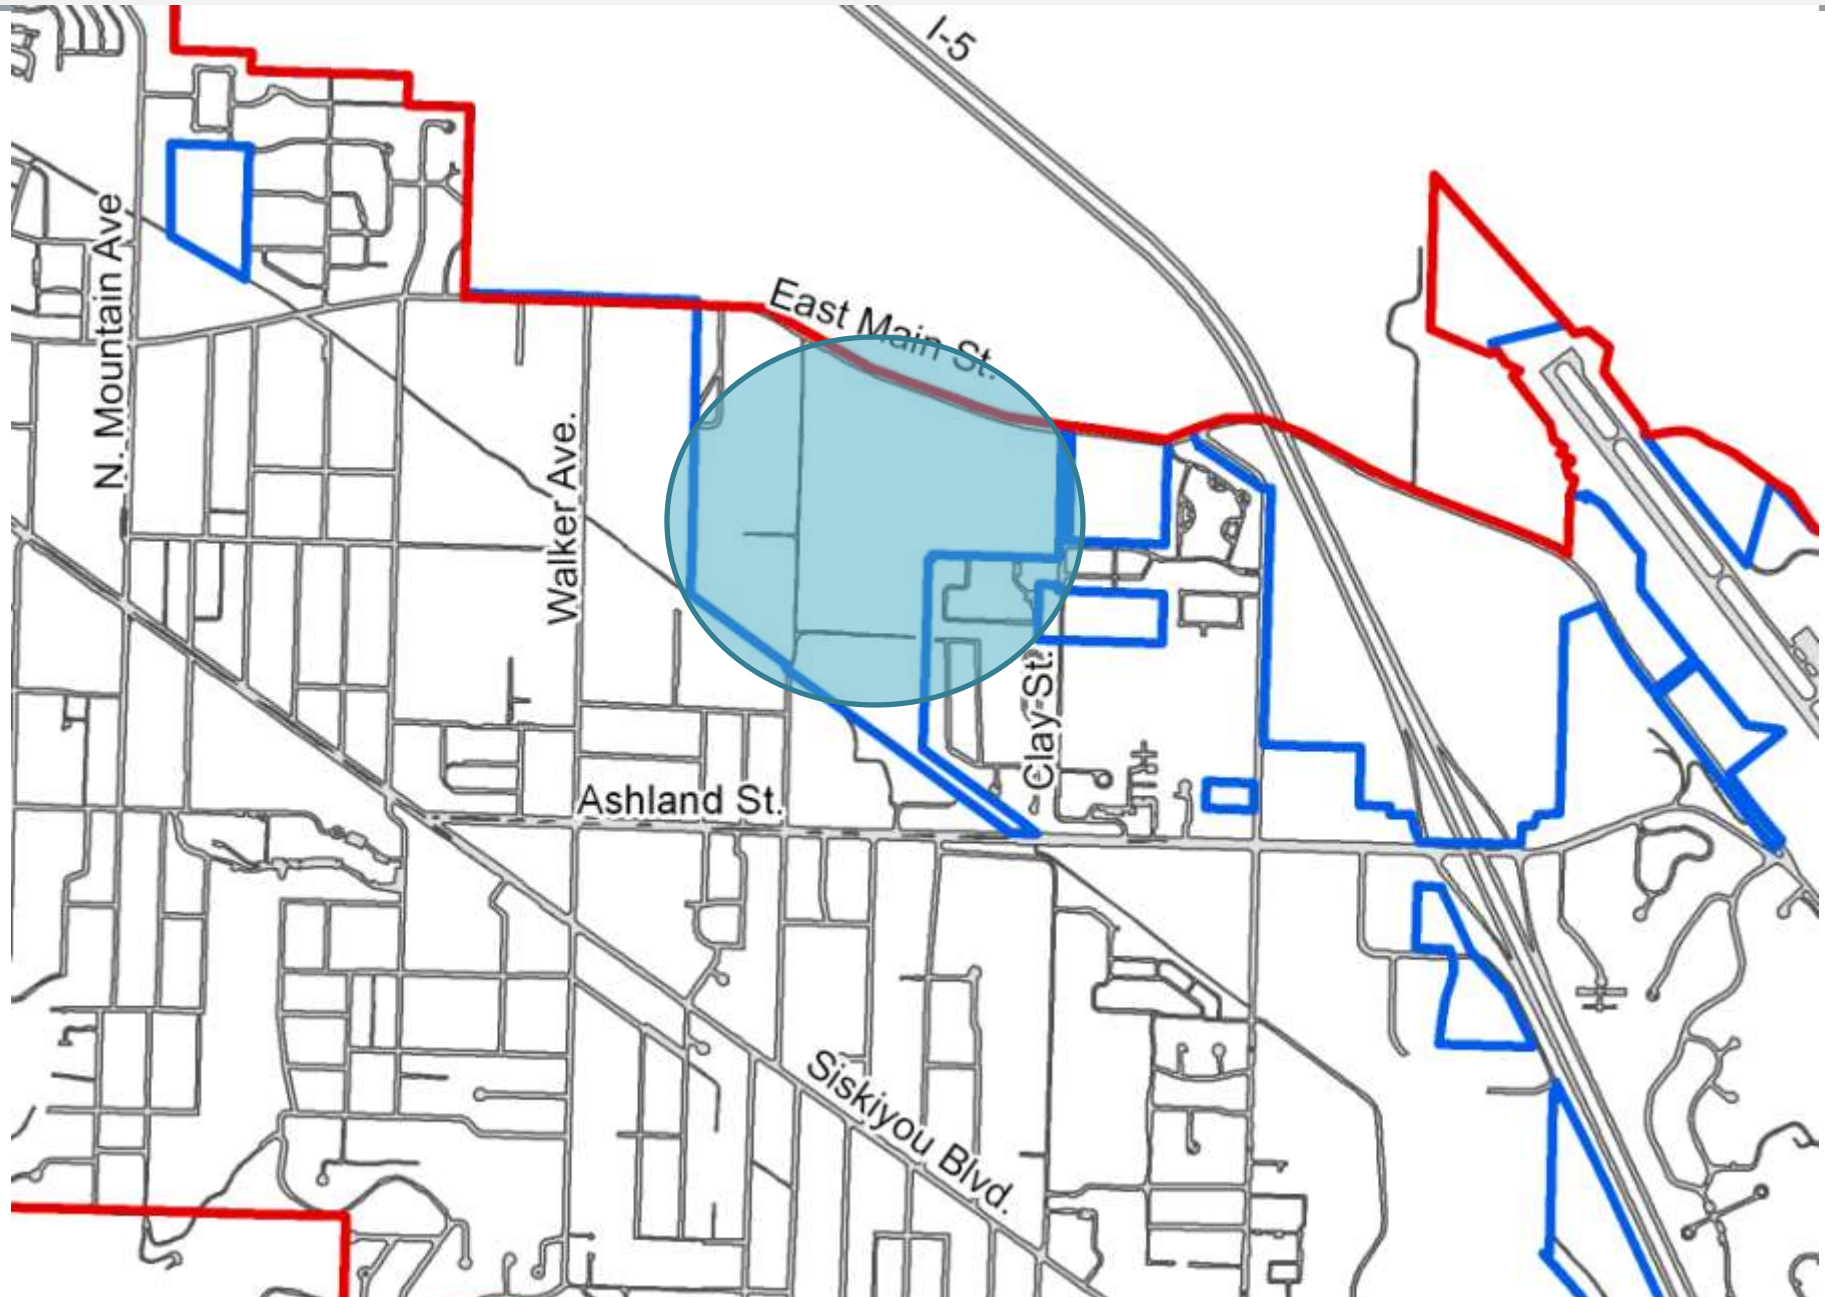 I-5
N. Mountain Ave
East Main St.
Walker Ave.
Clay St.
Ashland St.
Siskiyou Blvd.